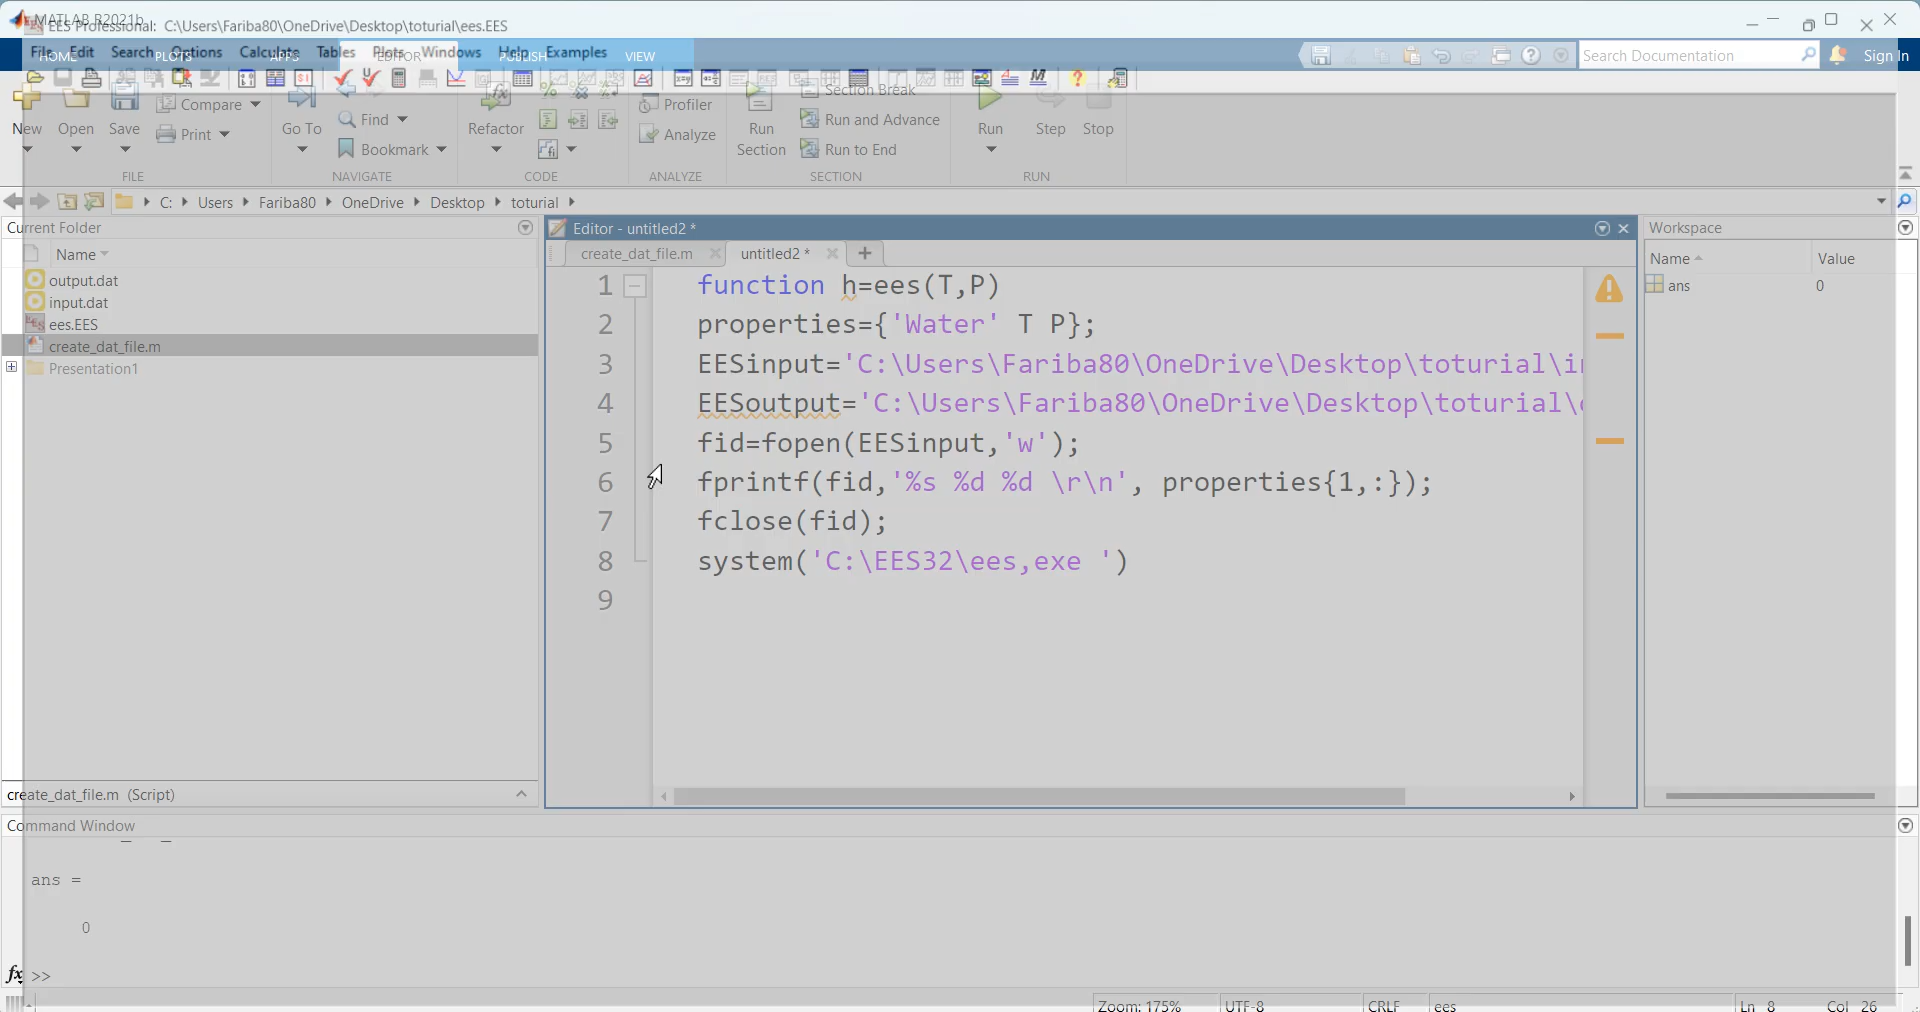 MATLAB R2021b
EES Professional: C:\Users\Fariba80\OneDrive\Desktop\toturial\ees.EES
File Edit Search Options Calculate Tables Plots Windows Help Examples
HOME PLOTS APPS EDITOR PUBLISH VIEW
Search Documentation
Sign In
New
Open
Save
Compare
Print
Go To
Find
Bookmark
Refactor
Profiler
Analyze
Run
Section
Section Break
Run and Advance
Run to End
Run
Step
Stop
FILE NAVIGATE CODE ANALYZE SECTION RUN
C: Users Fariba80 OneDrive Desktop toturial
Current Folder
Name
output.dat
input.dat
ees.EES
create_dat_file.m
Presentation1
create_dat_file.m (Script)
Editor - untitled2 *
create_dat_file.m untitled2 *
1 function h=ees(T,P)
2 properties={'Water' T P};
3 EESinput='C:\Users\Fariba80\OneDrive\Desktop\toturial\i
4 EESoutput='C:\Users\Fariba80\OneDrive\Desktop\toturial\
5 fid=fopen(EESinput,'w');
6 fprintf(fid,'%s %d %d \r\n', properties{1,:});
7 fclose(fid);
8 system('C:\EES32\ees,exe ')
9
Workspace
Name Value
ans 0
Command Window
ans =
0
fx >>
Zoom: 175% UTF-8 CRLF ees Ln 8 Col 26